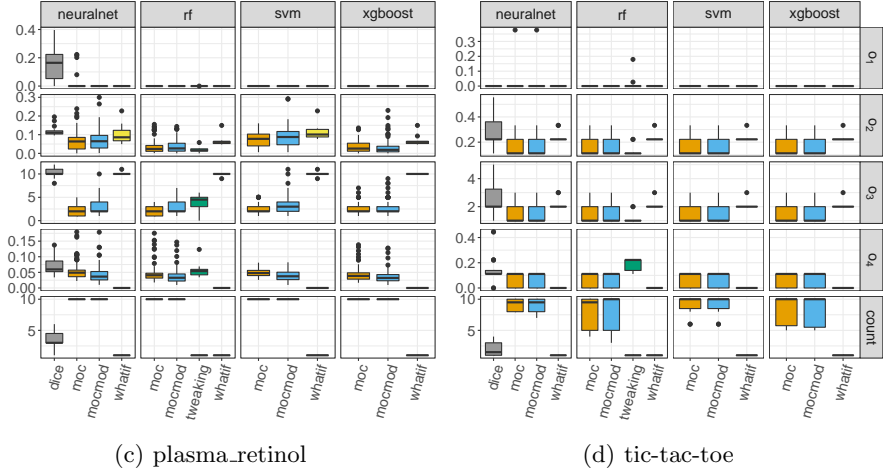 neuralnet rf svm xgboost
0.4
0.2
0.0
0.3
0.2
0.1
0.0
10
5
0
0.15
0.10
0.05
0.00
10
5
dice moc mocmod whatif moc mocmod tweaking whatif moc mocmod whatif moc mocmod whatif
(c) plasma_retinol
neuralnet rf svm xgboost
0.3
0.2
0.1
0.0
o1
0.4
0.2
o2
4
2
o3
0.4
0.2
0.0
o4
10
5
count
dice moc mocmod whatif moc mocmod tweaking whatif moc mocmod whatif moc mocmod whatif
(d) tic-tac-toe